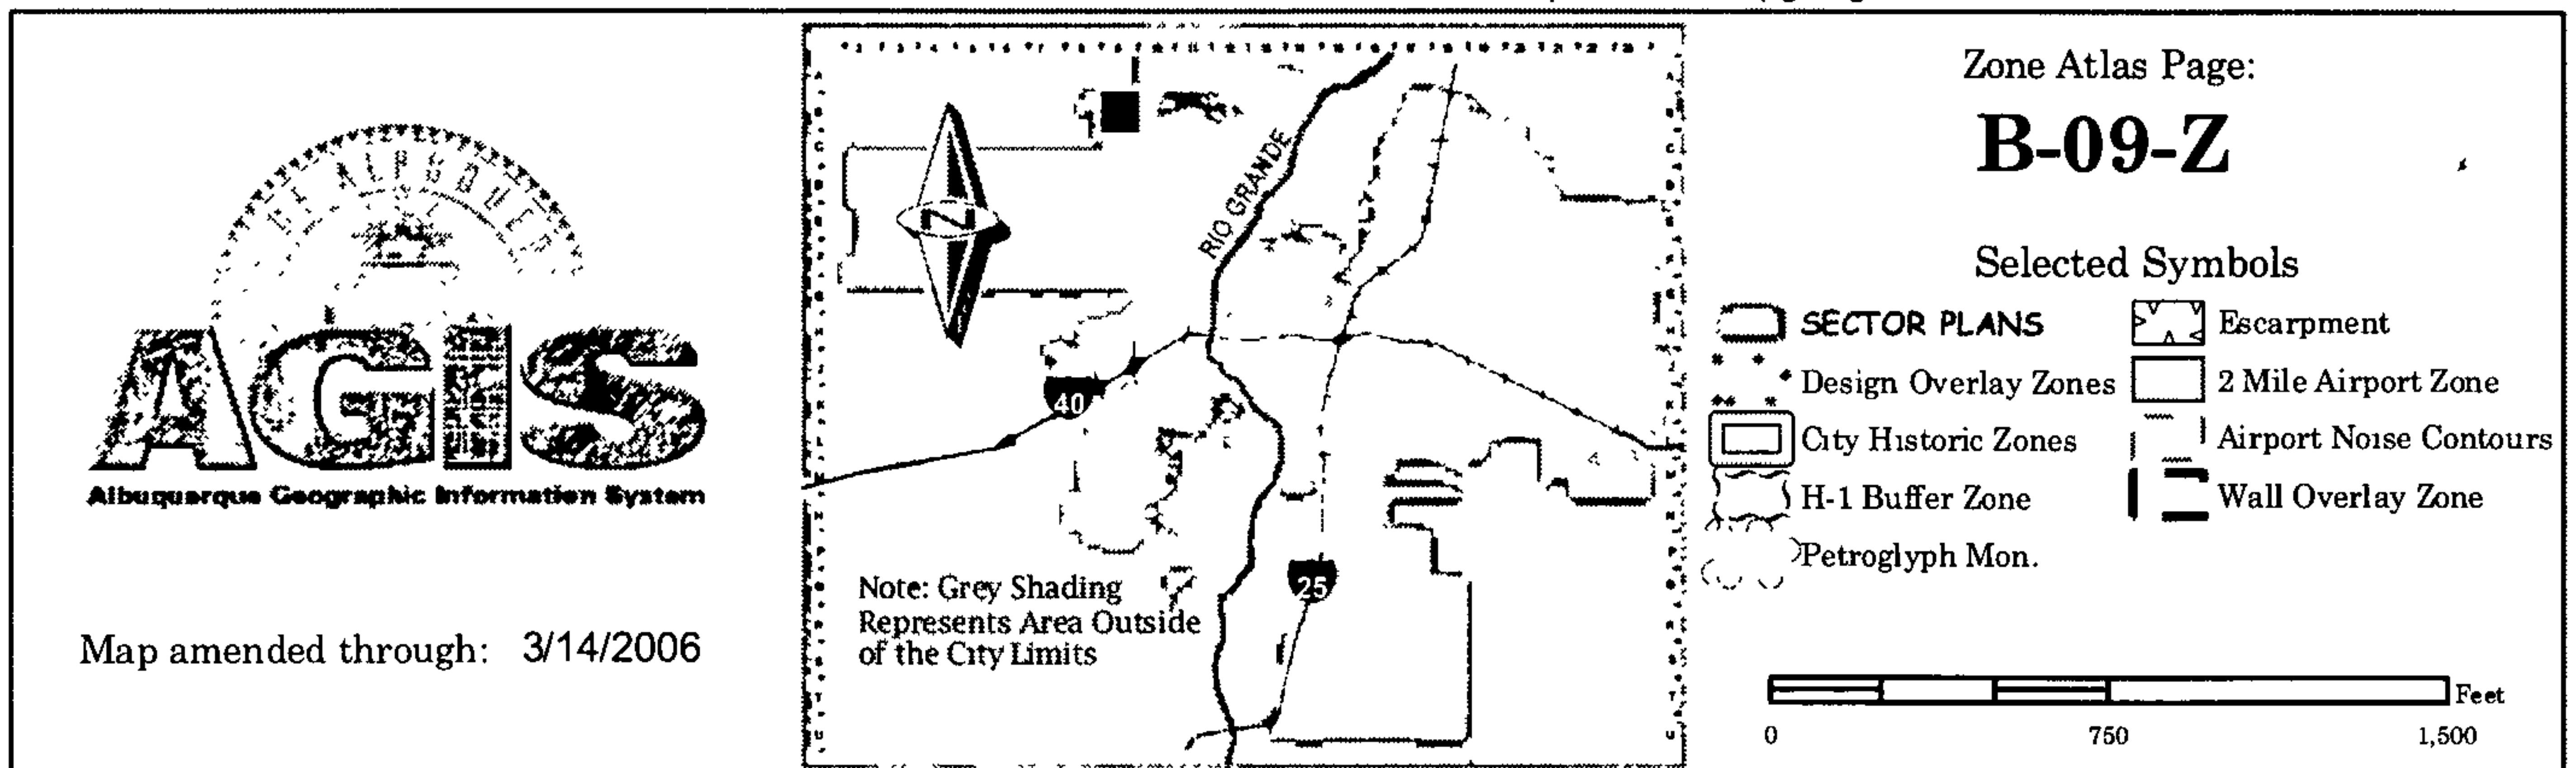 AGIS
Albuquerque Geographic Information System
Map amended through: 3/14/2006
RIO GRANDE
N
40
25
Note: Grey Shading
Represents Area Outside
of the City Limits
Zone Atlas Page:
B-09-Z
Selected Symbols
SECTOR PLANS
Design Overlay Zones
City Historic Zones
H-1 Buffer Zone
Petroglyph Mon.
Escarpment
2 Mile Airport Zone
Airport Noise Contours
Wall Overlay Zone
Feet
0 750 1,500